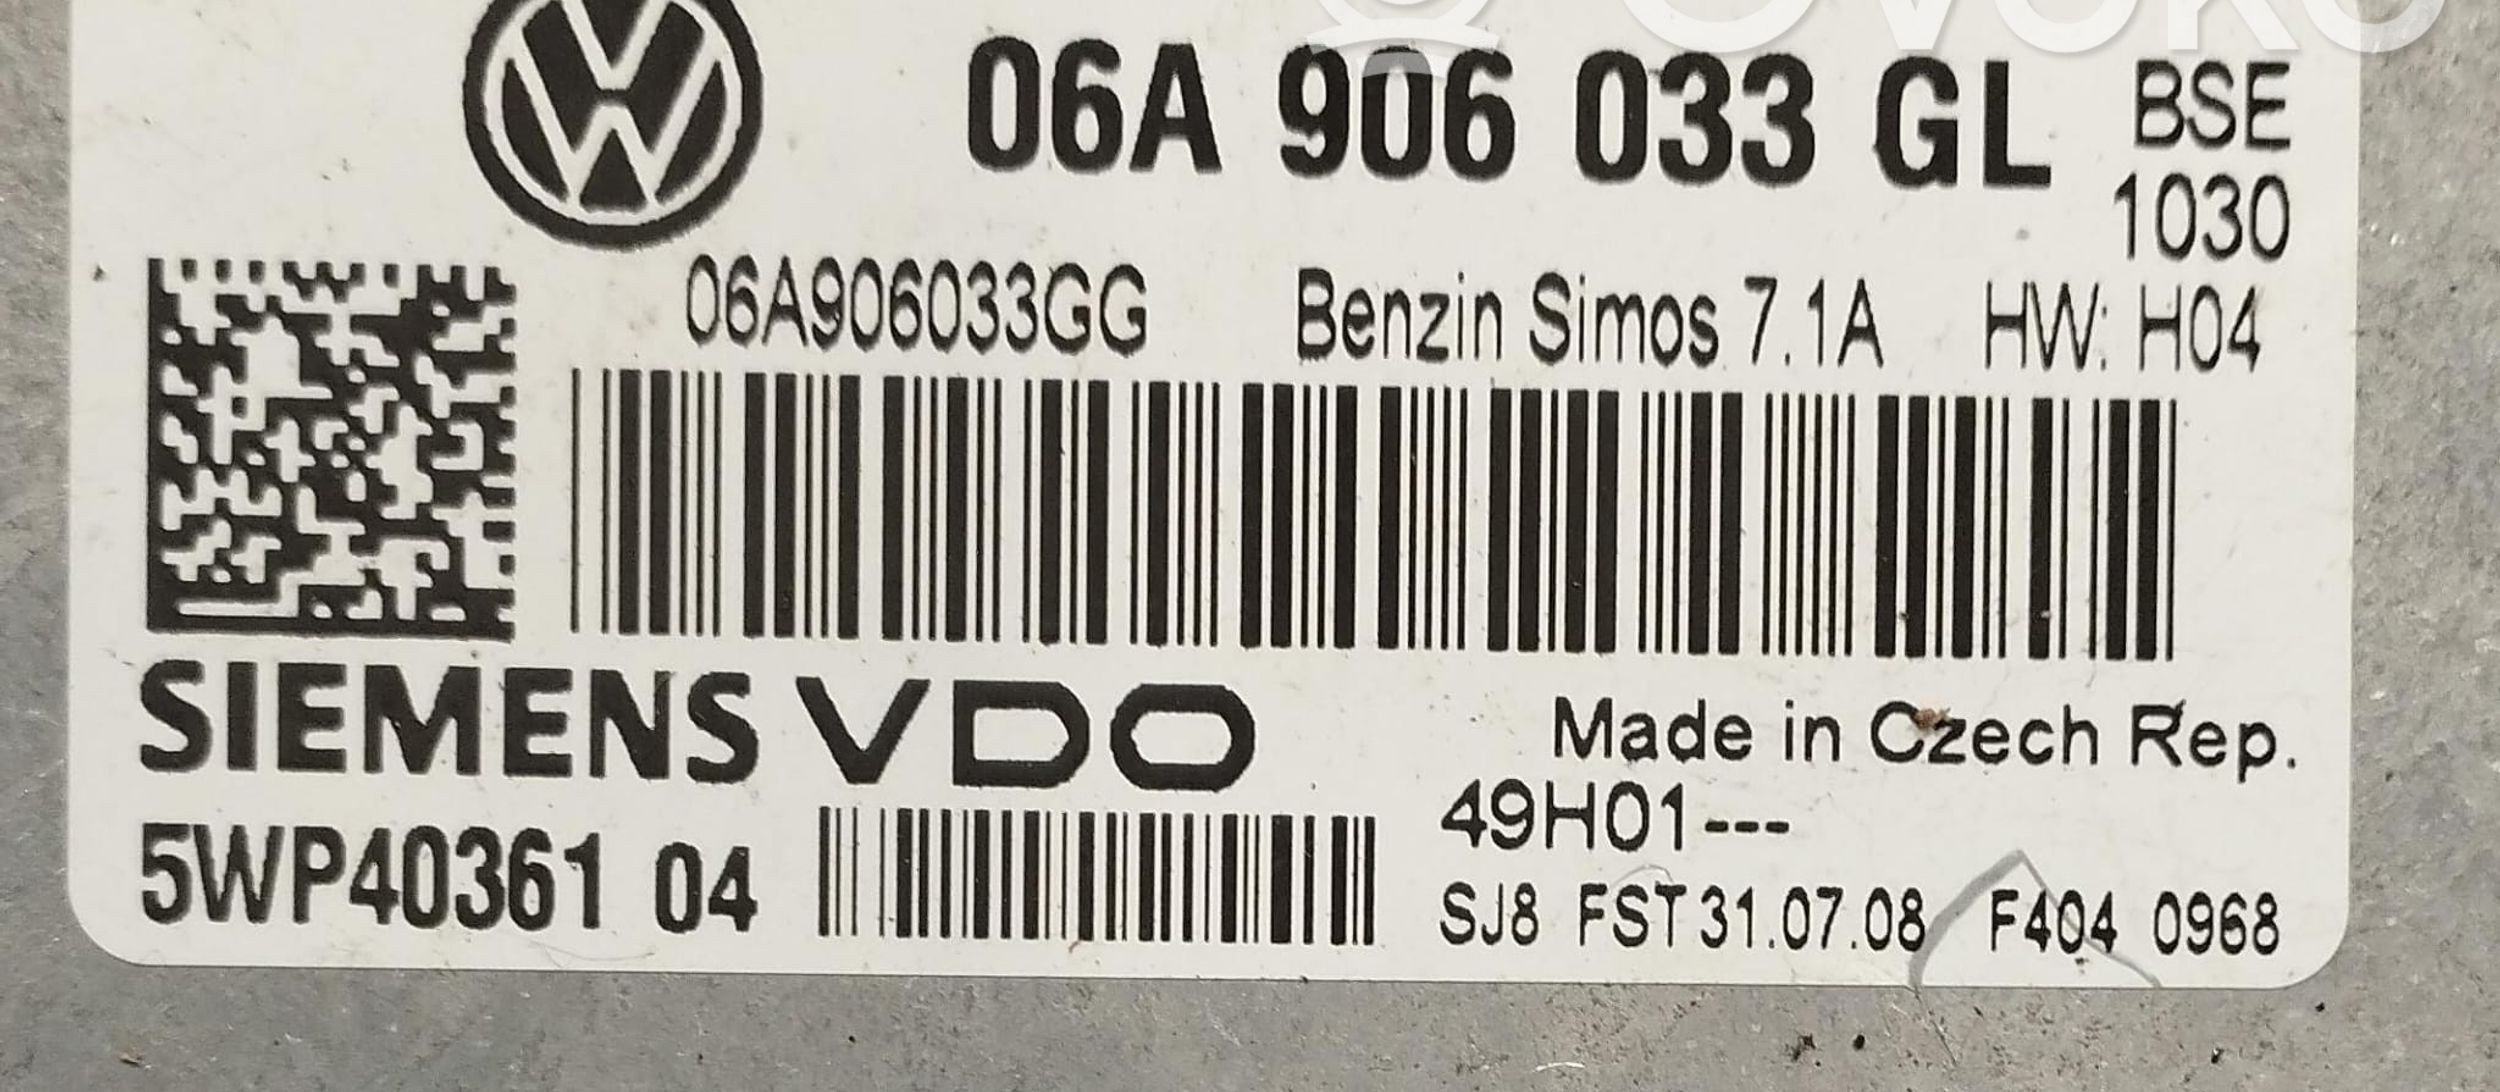 OVOKO
06A 906 033 GL BSE
1030
06A906033GG Benzin Simos 7.1A HW: H04
SIEMENS VDO
Made in Czech Rep.
5WP40361 04
49H01---
SJ8 FST 31.07.08 F404 0968